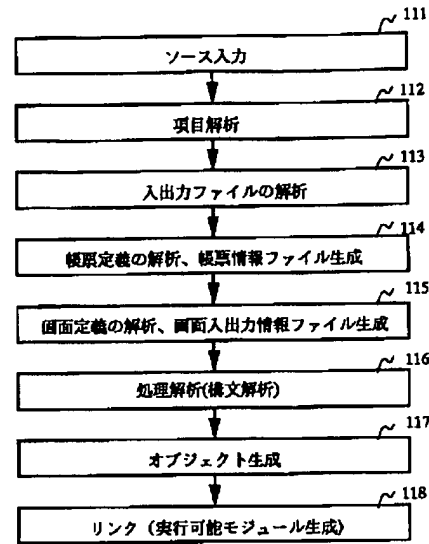 111
ソース入力
112
項目解析
113
入出力ファイルの解析
114
帳票定義の解析、帳票情報ファイル生成
115
画面定義の解析、画面入出力情報ファイル生成
116
処理解析(構文解析)
117
オブジェクト生成
118
リンク（実行可能モジュール生成）